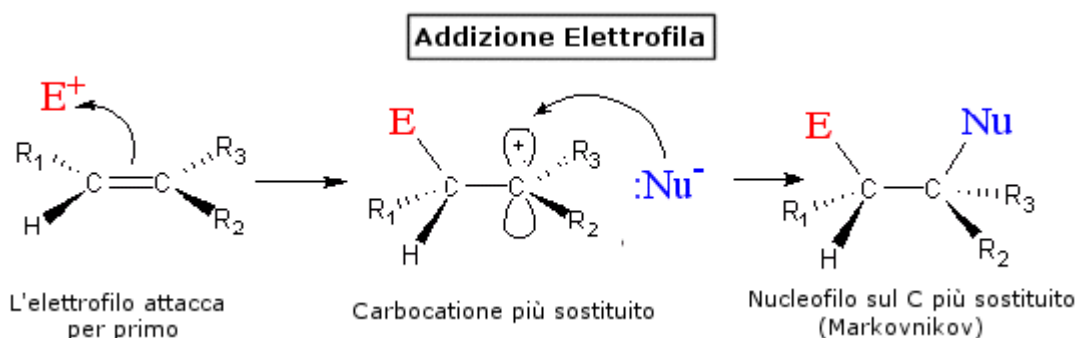 Addizione Elettrofila
E+
R1
R3
C
C
H
R2
E
+
R3
C
C
R1
R2
H
:Nu-
E
Nu
C
C
R1
R3
H
R2
L'elettrofilo attacca
per primo
Carbocatione più sostituito
Nucleofilo sul C più sostituito
(Markovnikov)